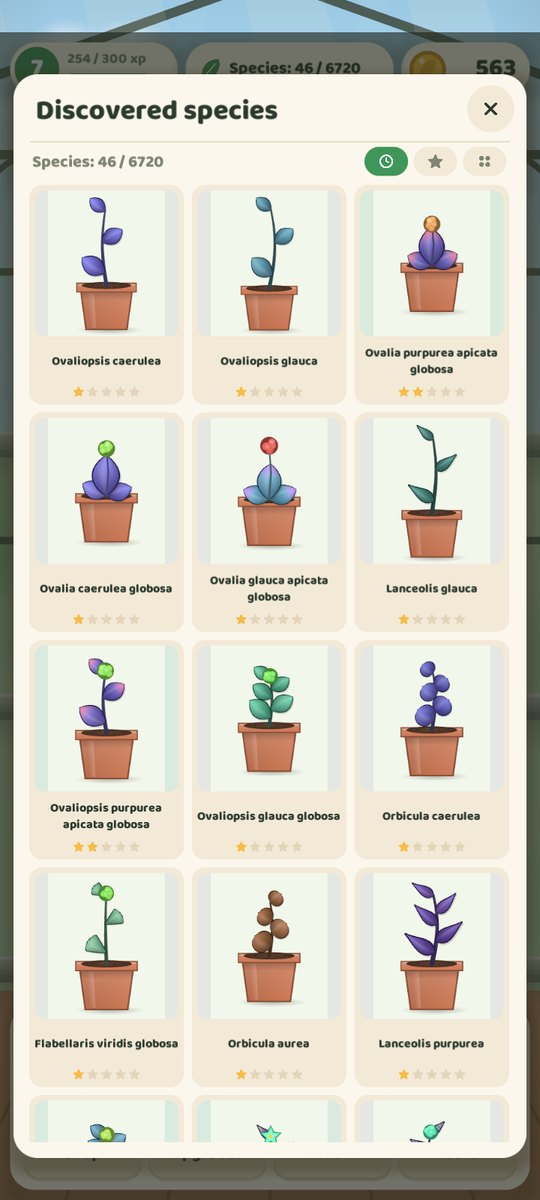 7
254 / 300 xp
Species: 46 / 6720
563
Discovered species
Species: 46 / 6720
Ovaliopsis caerulea
Ovaliopsis glauca
Ovalia purpurea apicata
globosa
Ovalia caerulea globosa
Ovalia glauca apicata
globosa
Lanceolis glauca
Ovaliopsis purpurea
apicata globosa
Ovaliopsis glauca globosa
Orbicula caerulea
Flabellaris viridis globosa
Orbicula aurea
Lanceolis purpurea